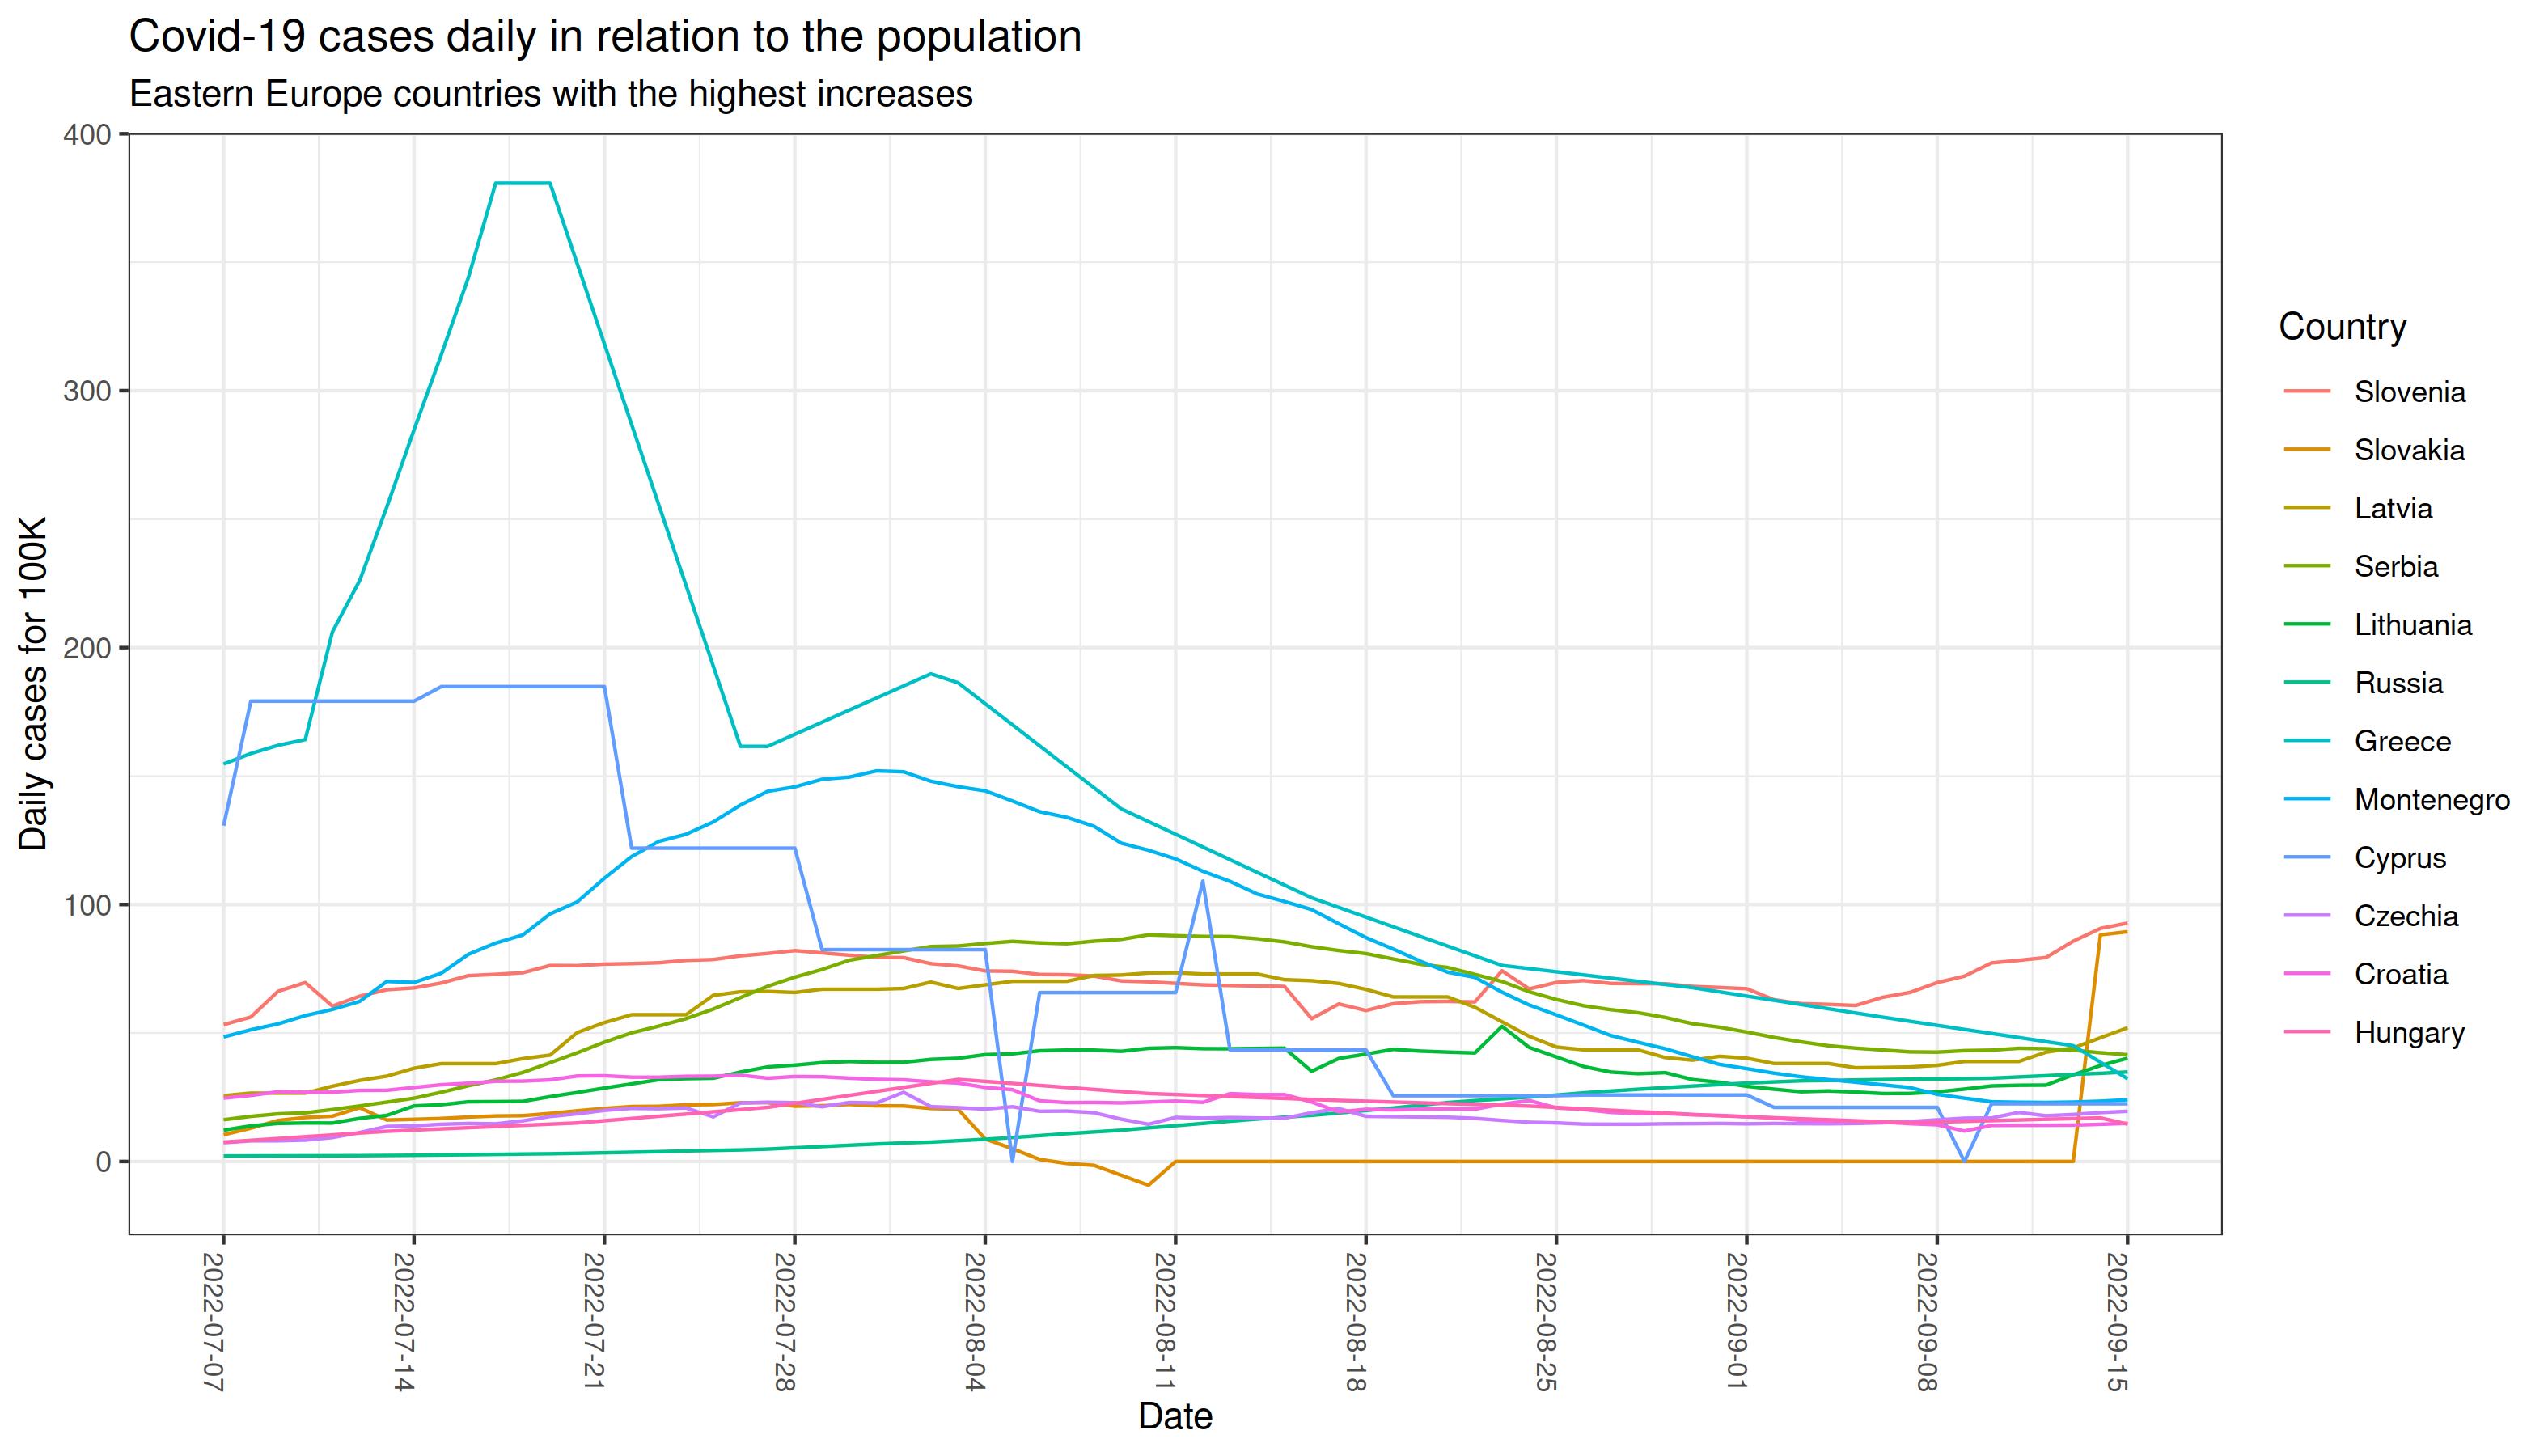 Covid-19 cases daily in relation to the population
Eastern Europe countries with the highest increases
Daily cases for 100K
400
300
200
100
0
2022-07-07
2022-07-14
2022-07-21
2022-07-28
2022-08-04
2022-08-11
2022-08-18
2022-08-25
2022-09-01
2022-09-08
2022-09-15
Date
Country
Slovenia
Slovakia
Latvia
Serbia
Lithuania
Russia
Greece
Montenegro
Cyprus
Czechia
Croatia
Hungary